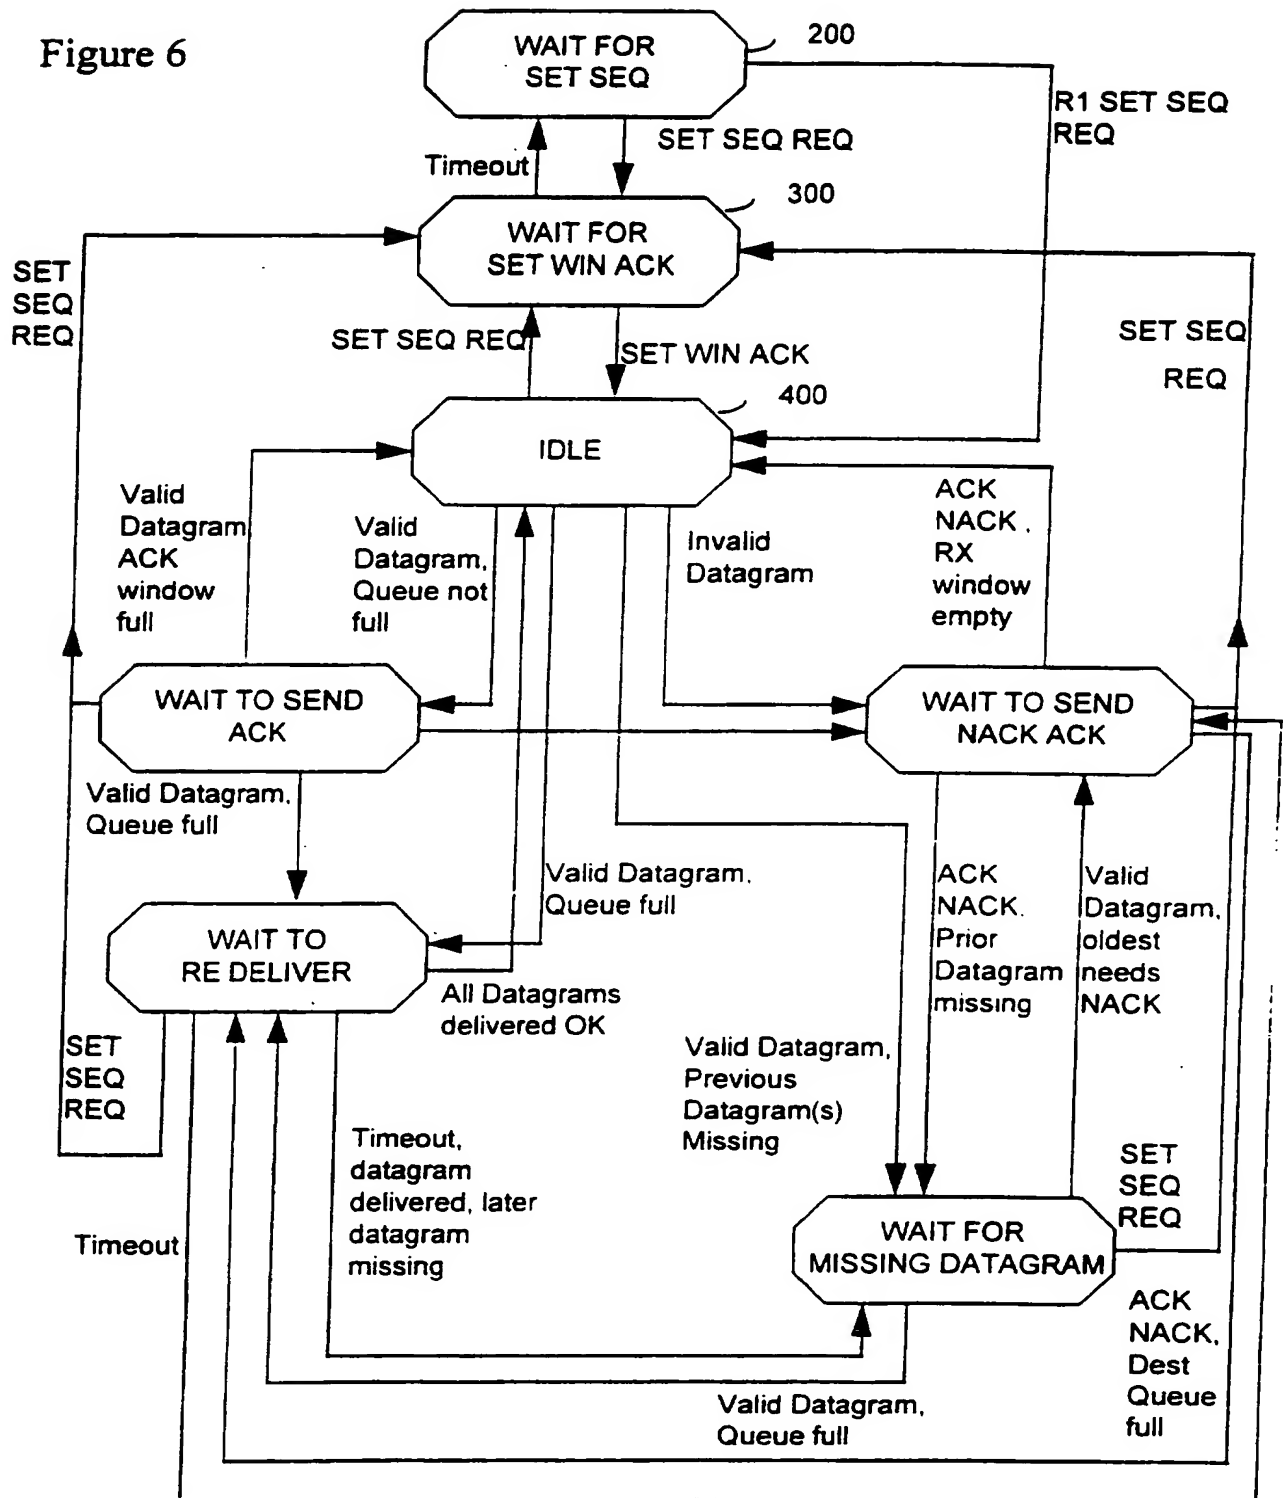 Figure 6
WAIT FOR
SET SEQ
200
R1 SET SEQ
REQ
SET SEQ REQ
Timeout
300
WAIT FOR
SET WIN ACK
SET
SEQ
REQ
SET SEQ REQ
SET WIN ACK
SET SEQ
REQ
400
IDLE
Valid
Datagram
ACK
window
full
Valid
Datagram,
Queue not
full
Invalid
Datagram
ACK
NACK.
RX
window
empty
WAIT TO SEND
ACK
WAIT TO SEND
NACK ACK
Valid Datagram,
Queue full
Valid Datagram,
Queue full
ACK
NACK.
Prior
Datagram
missing
Valid
Datagram,
oldest
needs
NACK
WAIT TO
RE DELIVER
All Datagrams
delivered OK
SET
SEQ
REQ
Valid Datagram,
Previous
Datagram(s)
Missing
Timeout,
datagram
delivered, later
datagram
missing
SET
SEQ
REQ
Timeout
WAIT FOR
MISSING DATAGRAM
ACK
NACK,
Dest
Queue
full
Valid Datagram,
Queue full